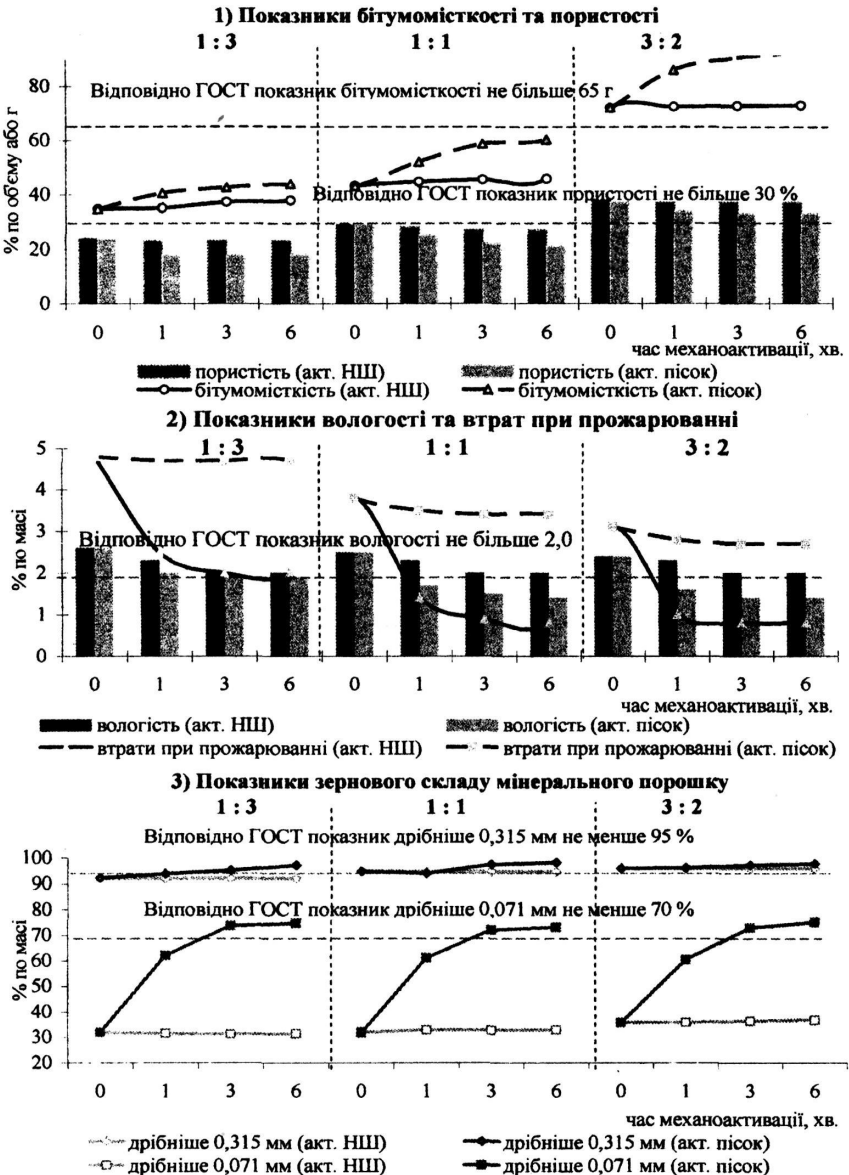 1) Показники бітумомісткості та пористості
1 : 3 1 : 1 3 : 2
% по об'єму або г
80
60
40
20
0
Відповідно ГОСТ показник бітумомісткості не більше 65 г
Відповідно ГОСТ показник пористості не більше 30 %
0 1 3 6 0 1 3 6 0 1 3 6
час механоактивації, хв.
пористість (акт. НШ) пористість (акт. пісок)
бітумомісткість (акт. НШ) бітумомісткість (акт. пісок)
2) Показники вологості та втрат при прожарюванні
1 : 3 1 : 1 3 : 2
% по масі
5
4
3
2
1
0
Відповідно ГОСТ показник вологості не більше 2,0
0 1 3 6 0 1 3 6 0 1 3 6
час механоактивації, хв.
вологість (акт. НШ) вологість (акт. пісок)
втрати при прожарюванні (акт. НШ) втрати при прожарюванні (акт. пісок)
3) Показники зернового складу мінерального порошку
1 : 3 1 : 1 3 : 2
Відповідно ГОСТ показник дрібніше 0,315 мм не менше 95 %
% по масі
100
90
80
70
60
50
40
30
20
Відповідно ГОСТ показник дрібніше 0,071 мм не менше 70 %
0 1 3 6 0 1 3 6 0 1 3 6
час механоактивації, хв.
дрібніше 0,315 мм (акт. НШ) дрібніше 0,315 мм (акт. пісок)
дрібніше 0,071 мм (акт. НШ) дрібніше 0,071 мм (акт. пісок)